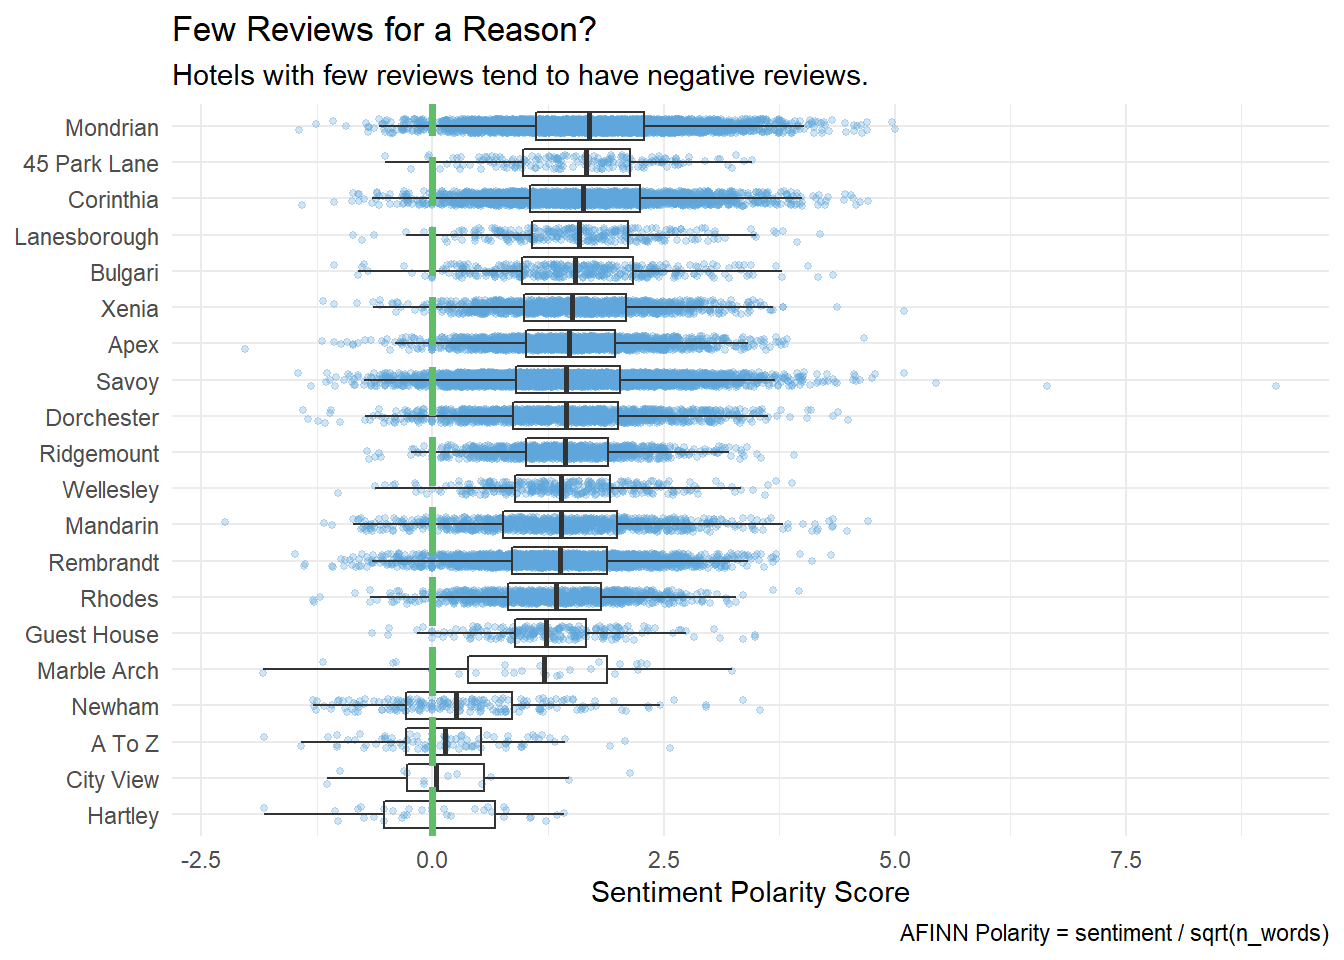 Few Reviews for a Reason?
Hotels with few reviews tend to have negative reviews.
Mondrian
45 Park Lane
Corinthia
Lanesborough
Bulgari
Xenia
Apex
Savoy
Dorchester
Ridgemount
Wellesley
Mandarin
Rembrandt
Rhodes
Guest House
Marble Arch
Newham
A To Z
City View
Hartley
-2.5 0.0 2.5 5.0 7.5
Sentiment Polarity Score
AFINN Polarity = sentiment / sqrt(n_words)